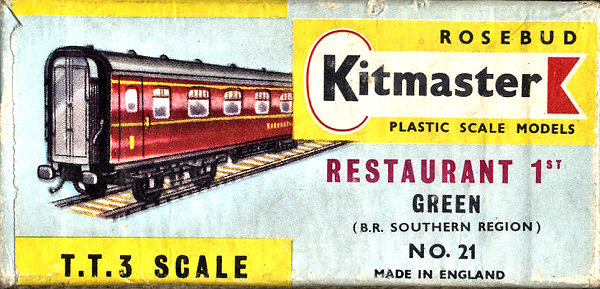 ROSEBUD
Kitmaster
PLASTIC SCALE MODELS
RESTAURANT 1ST
GREEN
(B.R. SOUTHERN REGION)
NO. 21
MADE IN ENGLAND
T.T.3 SCALE